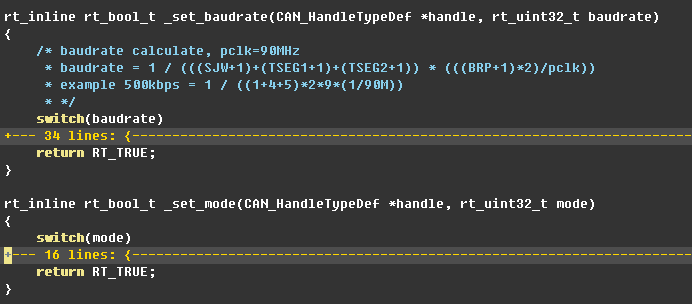 rt_inline rt_bool_t _set_baudrate(CAN_HandleTypeDef *handle, rt_uint32_t baudrate)
{
    /* baudrate calculate, pclk=90MHz
     * baudrate = 1 / (((SJW+1)+(TSEG1+1)+(TSEG2+1)) * (((BRP+1)*2)/pclk))
     * example 500kbps = 1 / ((1+4+5)*2*9*(1/90M))
     * */
    switch(baudrate)
+--- 34 lines: {----------------------------------------------------------------------
    return RT_TRUE;
}

rt_inline rt_bool_t _set_mode(CAN_HandleTypeDef *handle, rt_uint32_t mode)
{
    switch(mode)
+--- 16 lines: {----------------------------------------------------------------------
    return RT_TRUE;
}